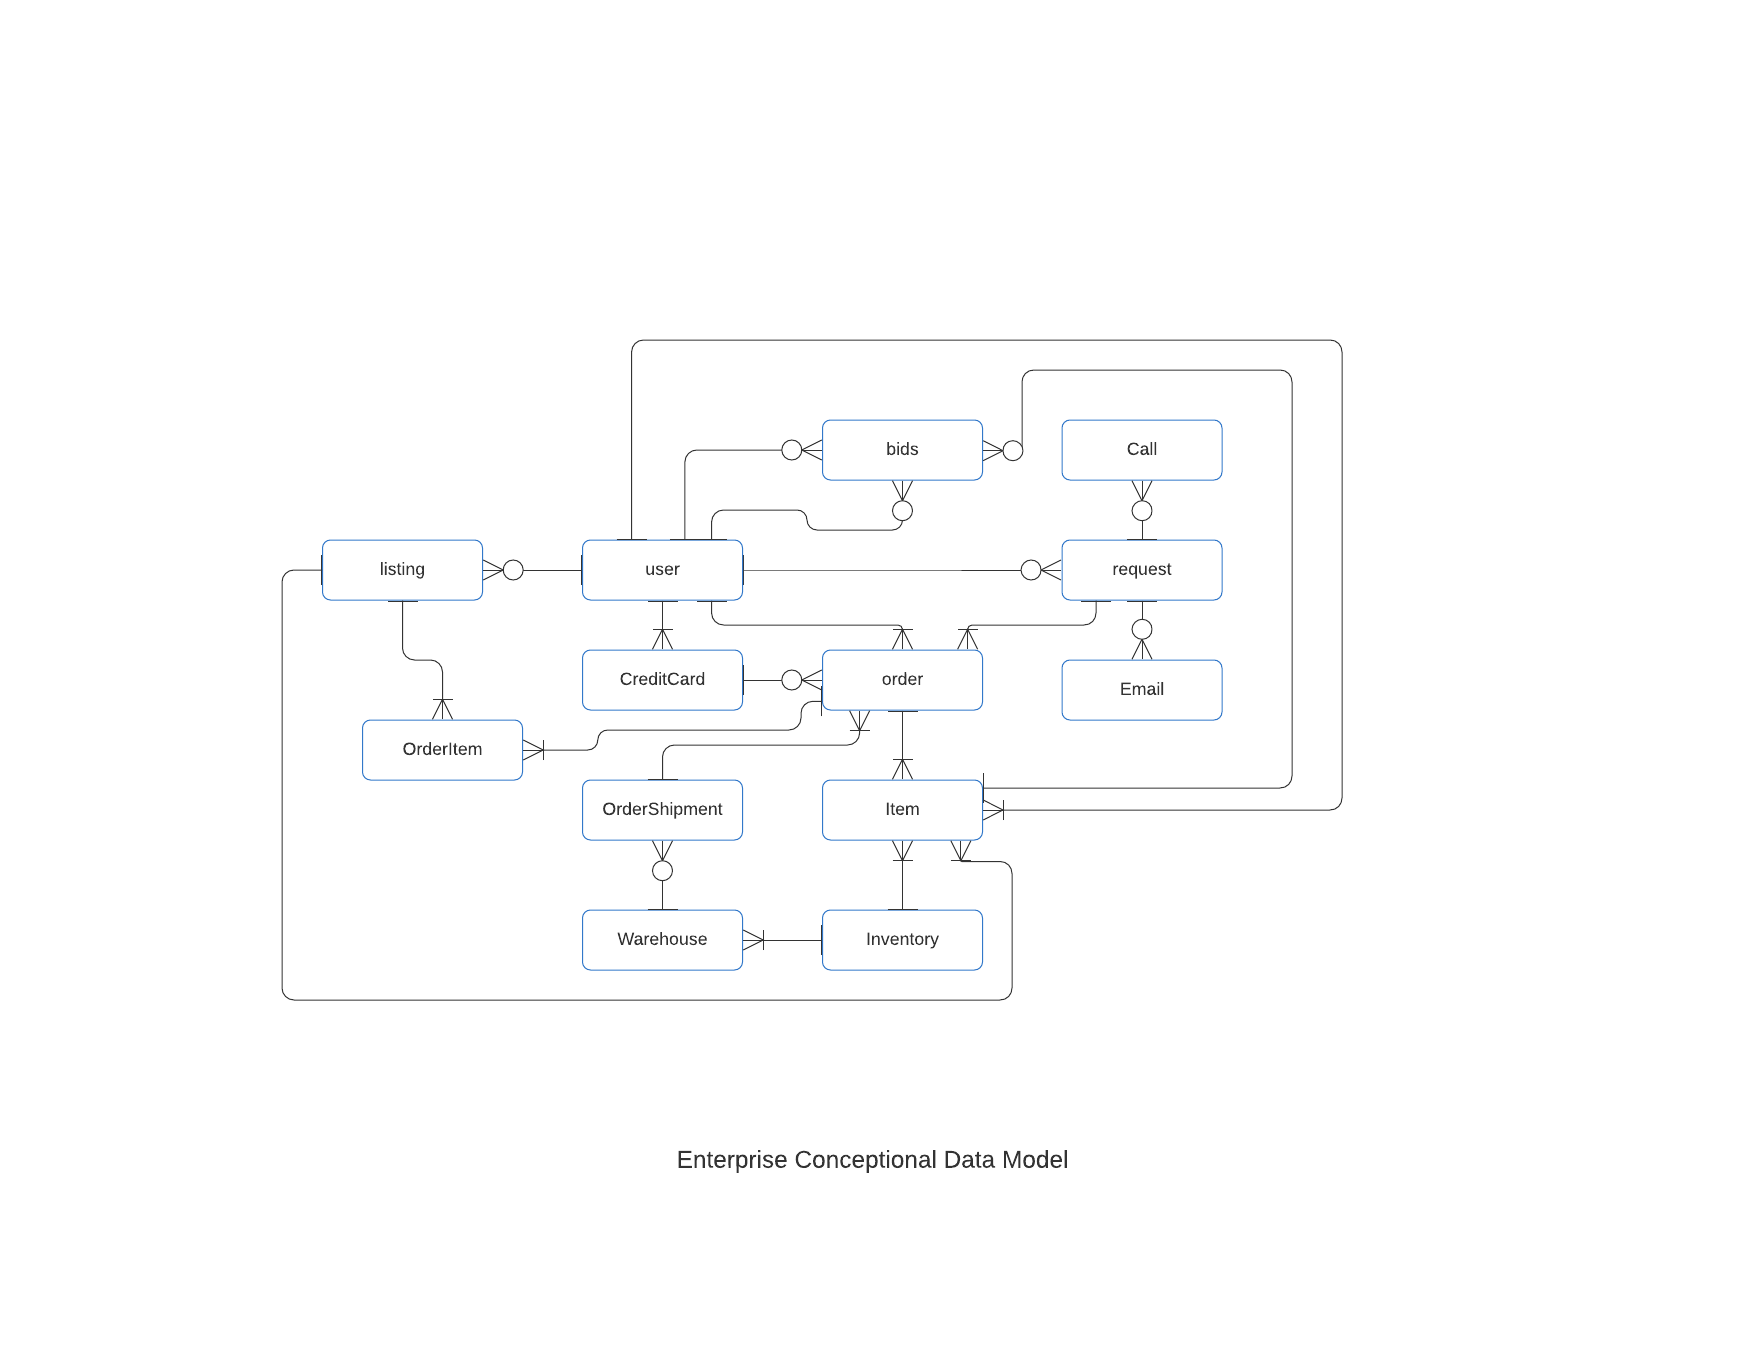 bids
Call
listing
user
request
CreditCard
order
Email
OrderItem
OrderShipment
Item
Warehouse
Inventory
Enterprise Conceptional Data Model